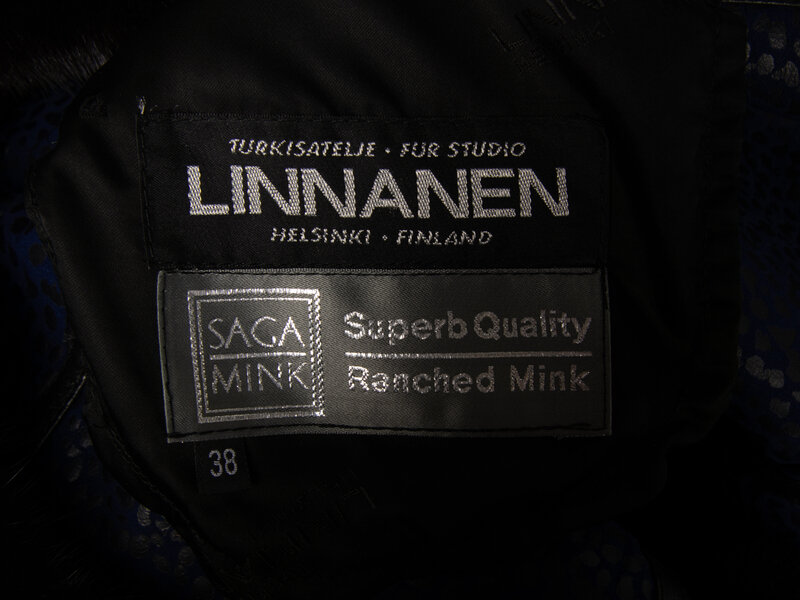 TURKISATELJE · FUR STUDIO
LINNANEN
HELSINKI · FINLAND
SAGA
MINK
Superb Quality
Ranched Mink
38